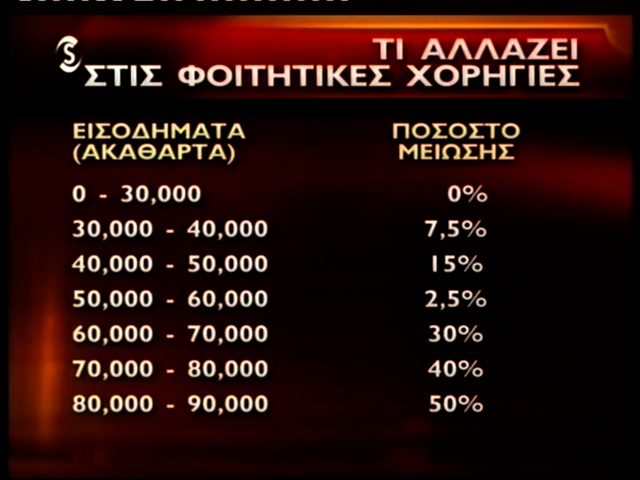 ΤΙ ΑΛΛΑΖΕΙ
ΣΤΙΣ ΦΟΙΤΗΤΙΚΕΣ ΧΟΡΗΓΙΕΣ
ΕΙΣΟΔΗΜΑΤΑ ΠΟΣΟΣΤΟ
(ΑΚΑΘΑΡΤΑ) ΜΕΙΩΣΗΣ
0 - 30,000 0%
30,000 - 40,000 7,5%
40,000 - 50,000 15%
50,000 - 60,000 2,5%
60,000 - 70,000 30%
70,000 - 80,000 40%
80,000 - 90,000 50%